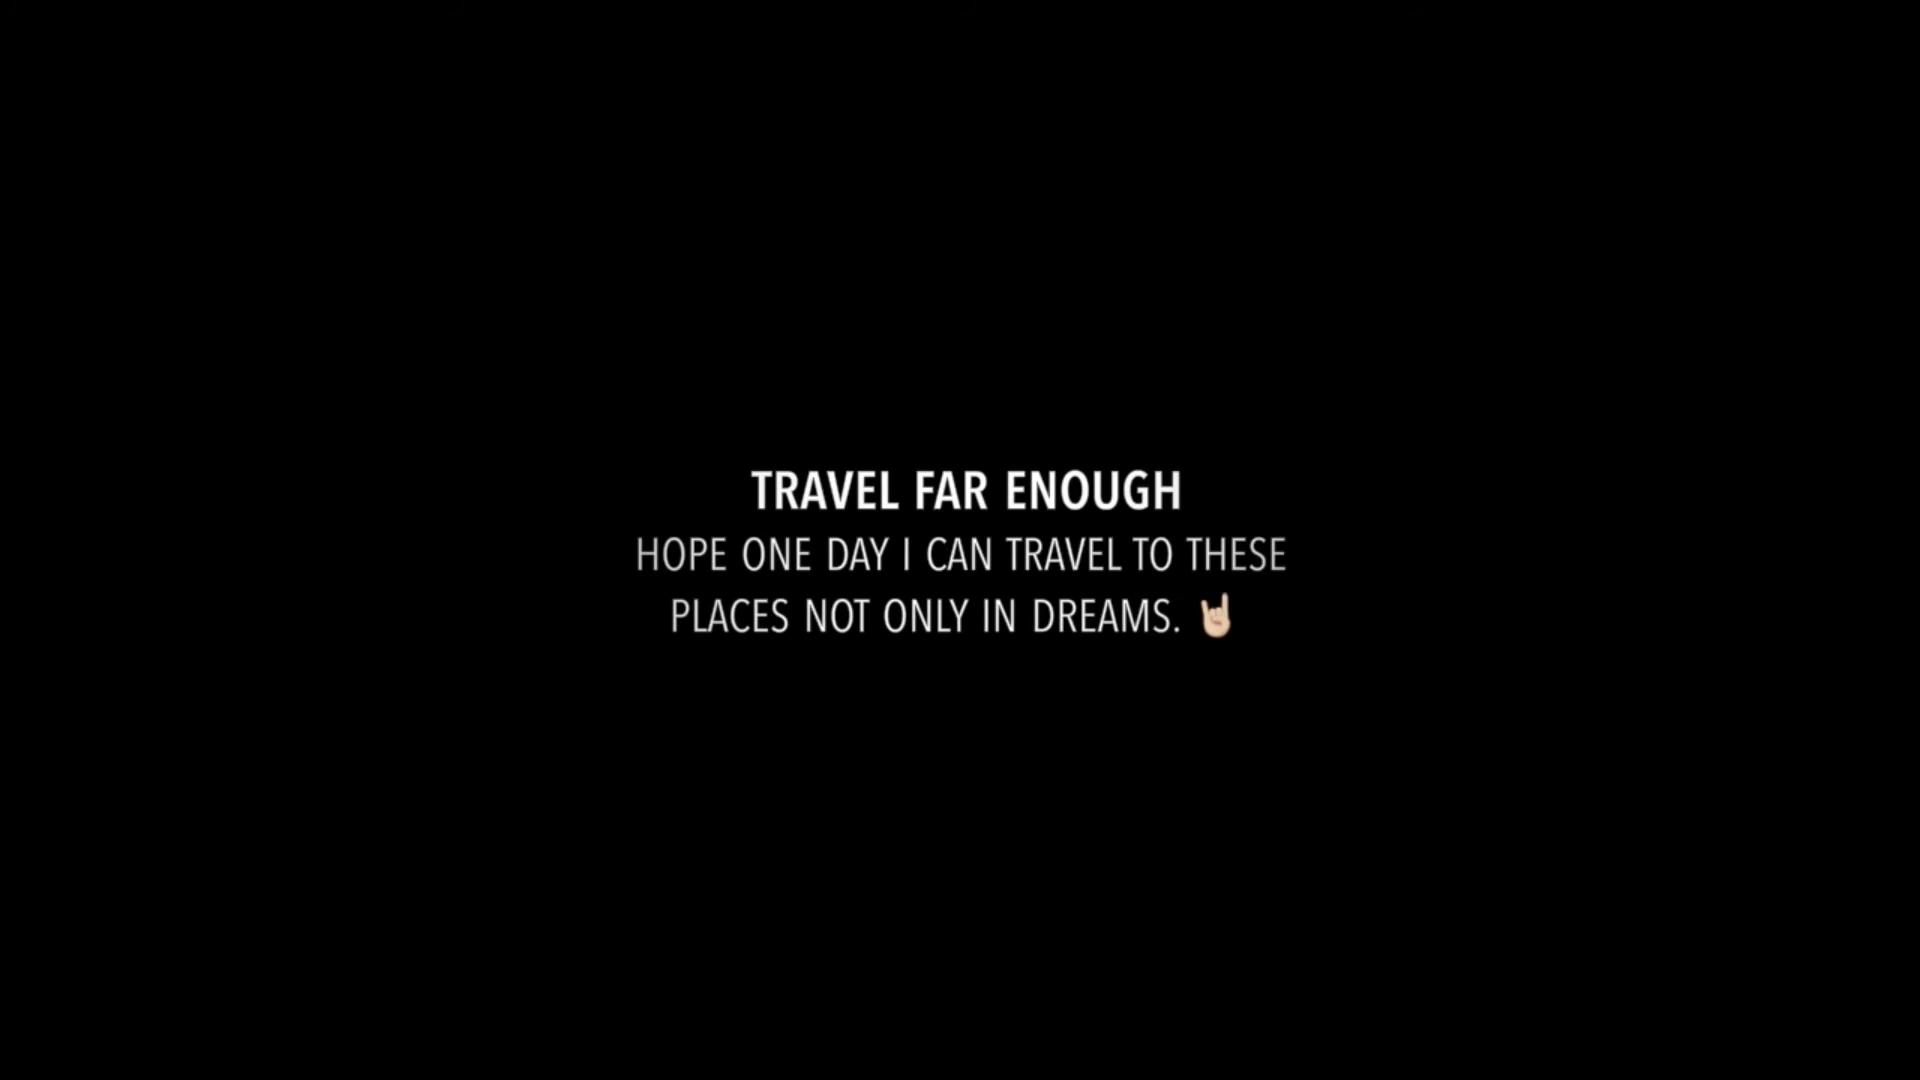 TRAVEL FAR ENOUGH
HOPE ONE DAY I CAN TRAVEL TO THESE
PLACES NOT ONLY IN DREAMS. 🤘🏼